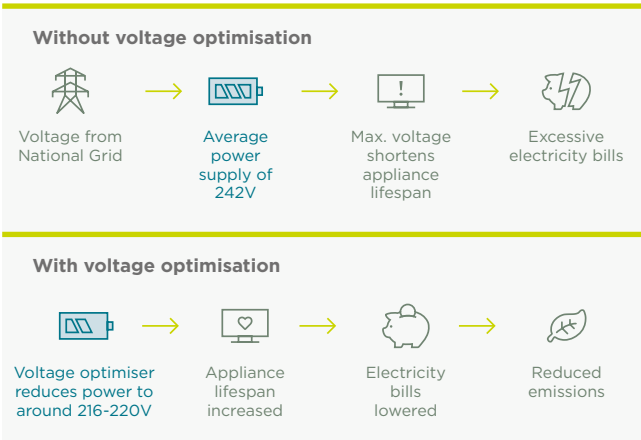 Without voltage optimisation
!
Voltage from
National Grid
Average
power
supply of
242V
Max. voltage
shortens
appliance
lifespan
Excessive
electricity bills
With voltage optimisation
Voltage optimiser
reduces power to
around 216-220V
Appliance
lifespan
increased
Electricity
bills
lowered
Reduced
emissions